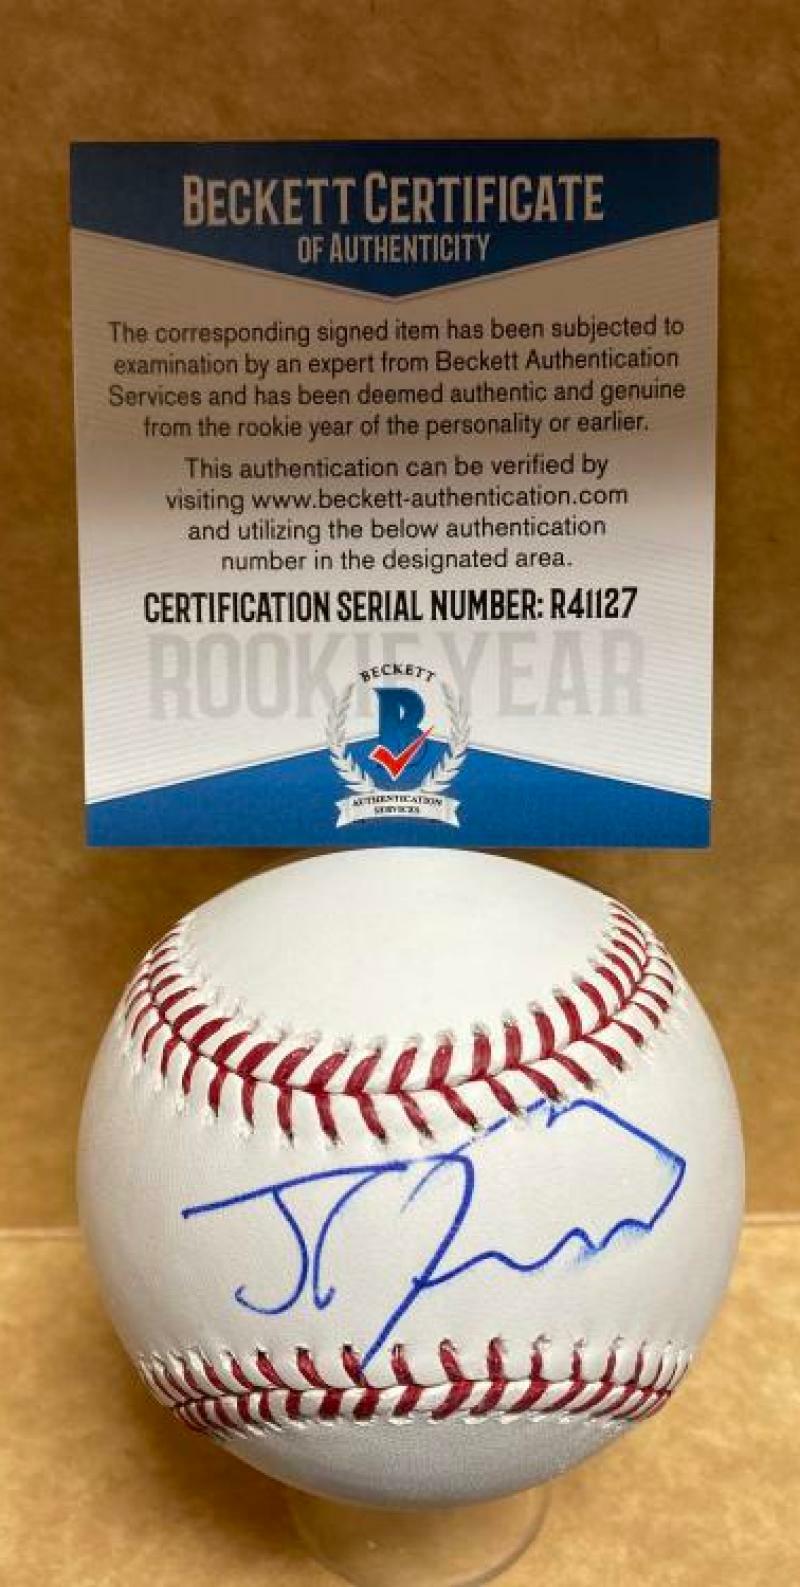 BECKETT CERTIFICATE
OF AUTHENTICITY
The corresponding signed item has been subjected to
examination by an expert from Beckett Authentication
Services and has been deemed authentic and genuine
from the rookie year of the personality or earlier.
This authentication can be verified by
visiting www.beckett-authentication.com
and utilizing the below authentication
number in the designated area.
CERTIFICATION SERIAL NUMBER: R41127
ROOKIE YEAR
BECKETT
B
AUTHENTICATION
SERVICES